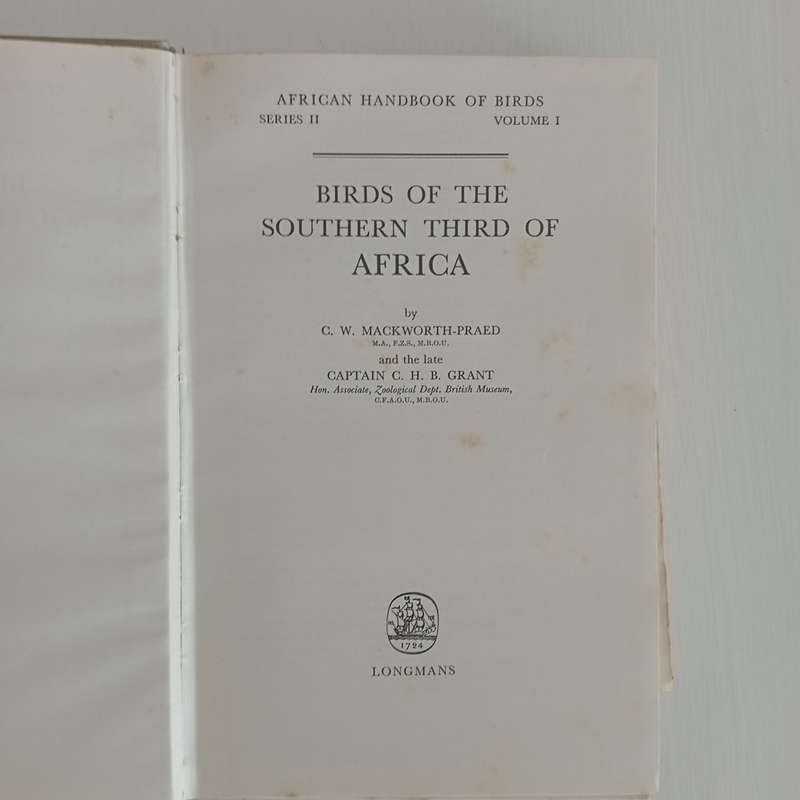 AFRICAN HANDBOOK OF BIRDS
SERIES II VOLUME I
BIRDS OF THE
SOUTHERN THIRD OF
AFRICA
by
C. W. MACKWORTH-PRAED
M.A., F.Z.S., M.B.O.U.
and the late
CAPTAIN C. H. B. GRANT
Hon. Associate, Zoological Dept. British Museum,
C.F.A.O.U., M.B.O.U.
1724
LONGMANS